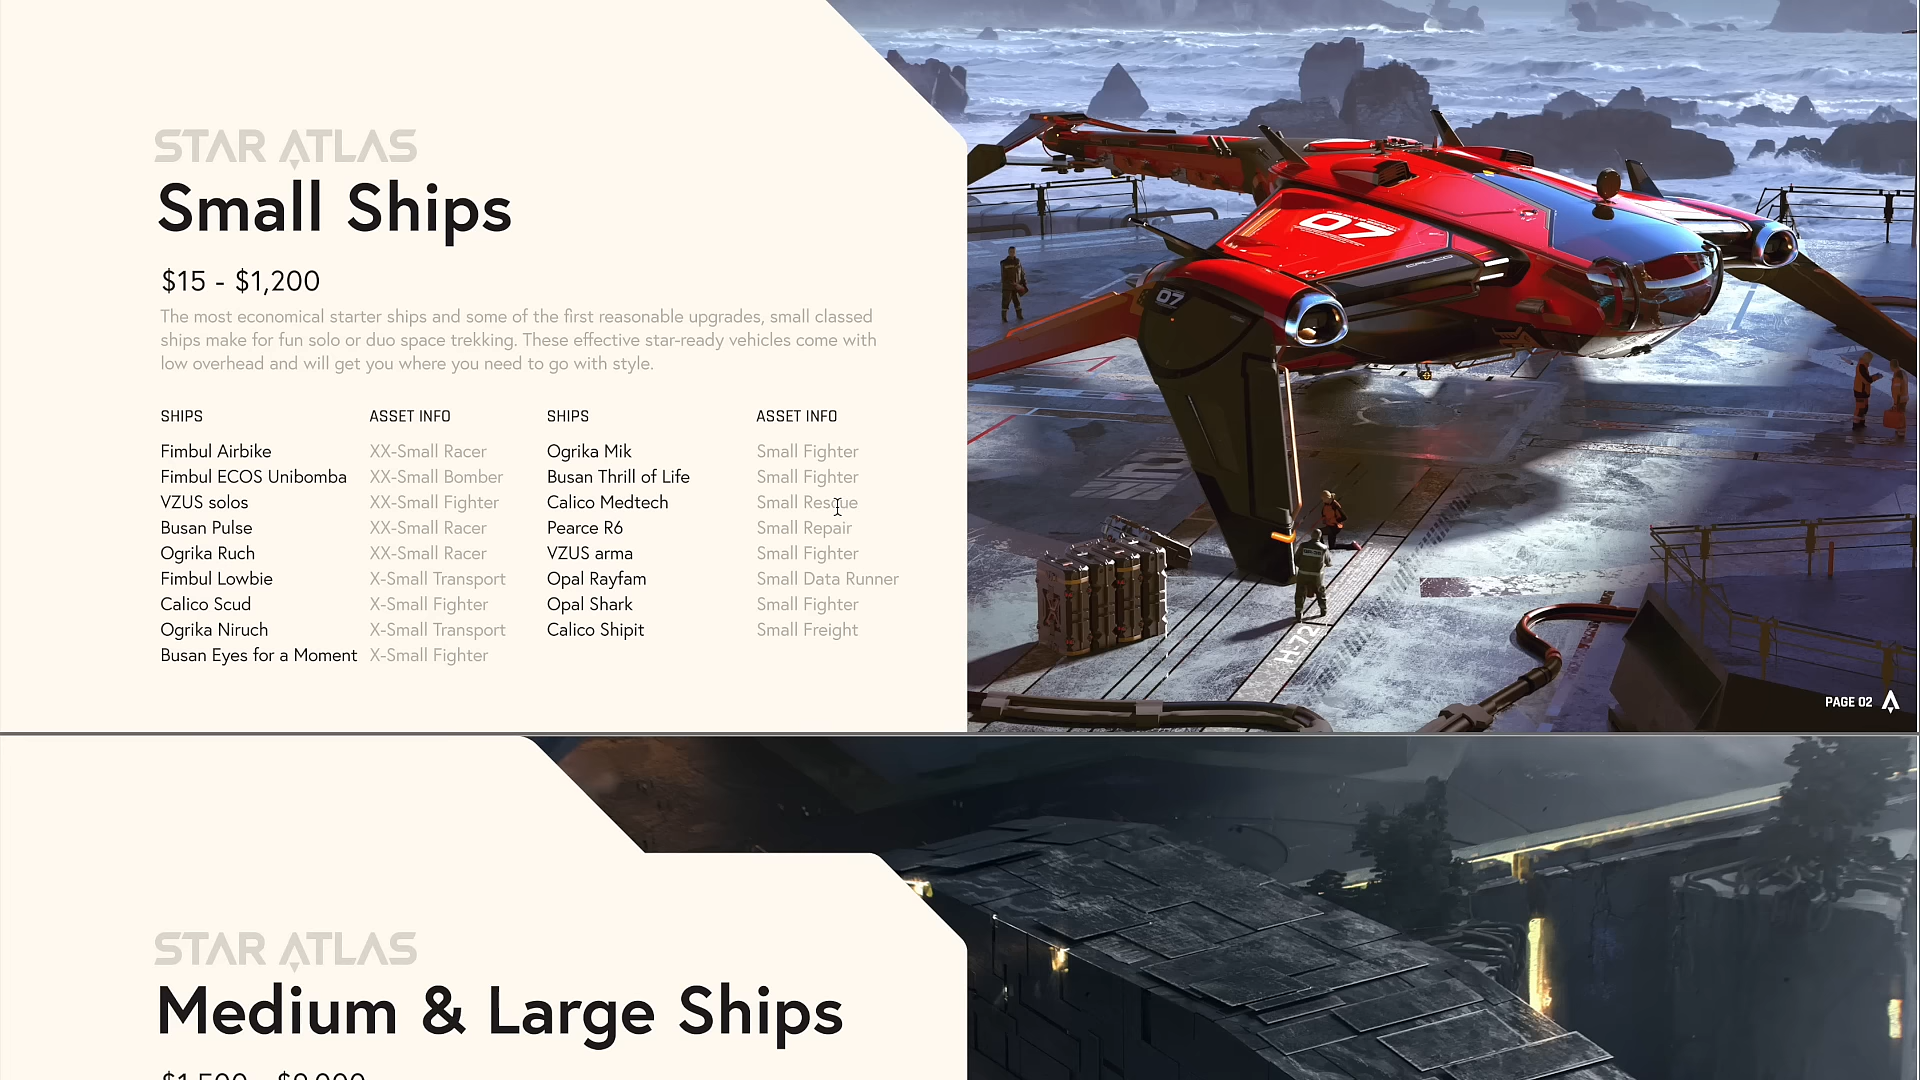 STAR ATLAS
Small Ships
$15 - $1,200
The most economical starter ships and some of the first reasonable upgrades, small classed
ships make for fun solo or duo space trekking. These effective star-ready vehicles come with
low overhead and will get you where you need to go with style.
SHIPS ASSET INFO SHIPS ASSET INFO
Fimbul Airbike XX-Small Racer Ogrika Mik Small Fighter
Fimbul ECOS Unibomba XX-Small Bomber Busan Thrill of Life Small Fighter
VZUS solos XX-Small Fighter Calico Medtech Small Rescue
Busan Pulse XX-Small Racer Pearce R6 Small Repair
Ogrika Ruch XX-Small Racer VZUS arma Small Fighter
Fimbul Lowbie X-Small Transport Opal Rayfam Small Data Runner
Calico Scud X-Small Fighter Opal Shark Small Fighter
Ogrika Niruch X-Small Transport Calico Shipit Small Freight
Busan Eyes for a Moment X-Small Fighter
07
CALICO
07
H-72
PAGE 02
STAR ATLAS
Medium & Large Ships
$1,500 - $9,000